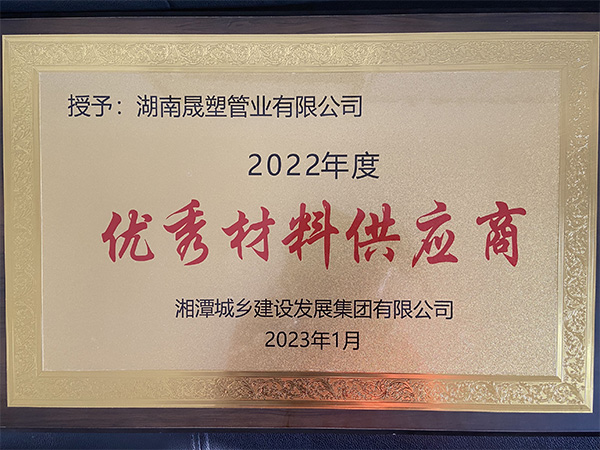 授予：湖南晟塑管业有限公司
2022年度
优秀材料供应商
湘潭城乡建设发展集团有限公司
2023年1月